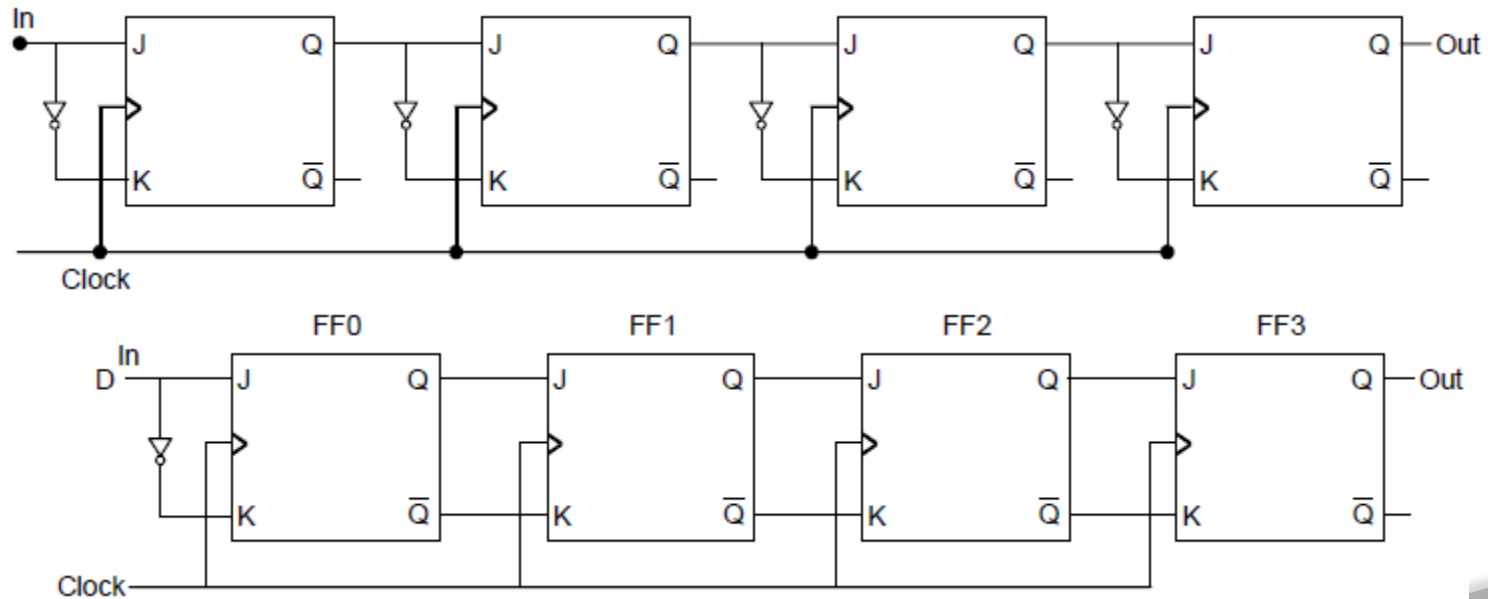 In
J Q J Q J Q J Q Out
K Q̅ K Q̅ K Q̅ K Q̅
Clock
FF0 FF1 FF2 FF3
In
D J Q J Q J Q J Q Out
K Q̅ K Q̅ K Q̅ K Q̅
Clock